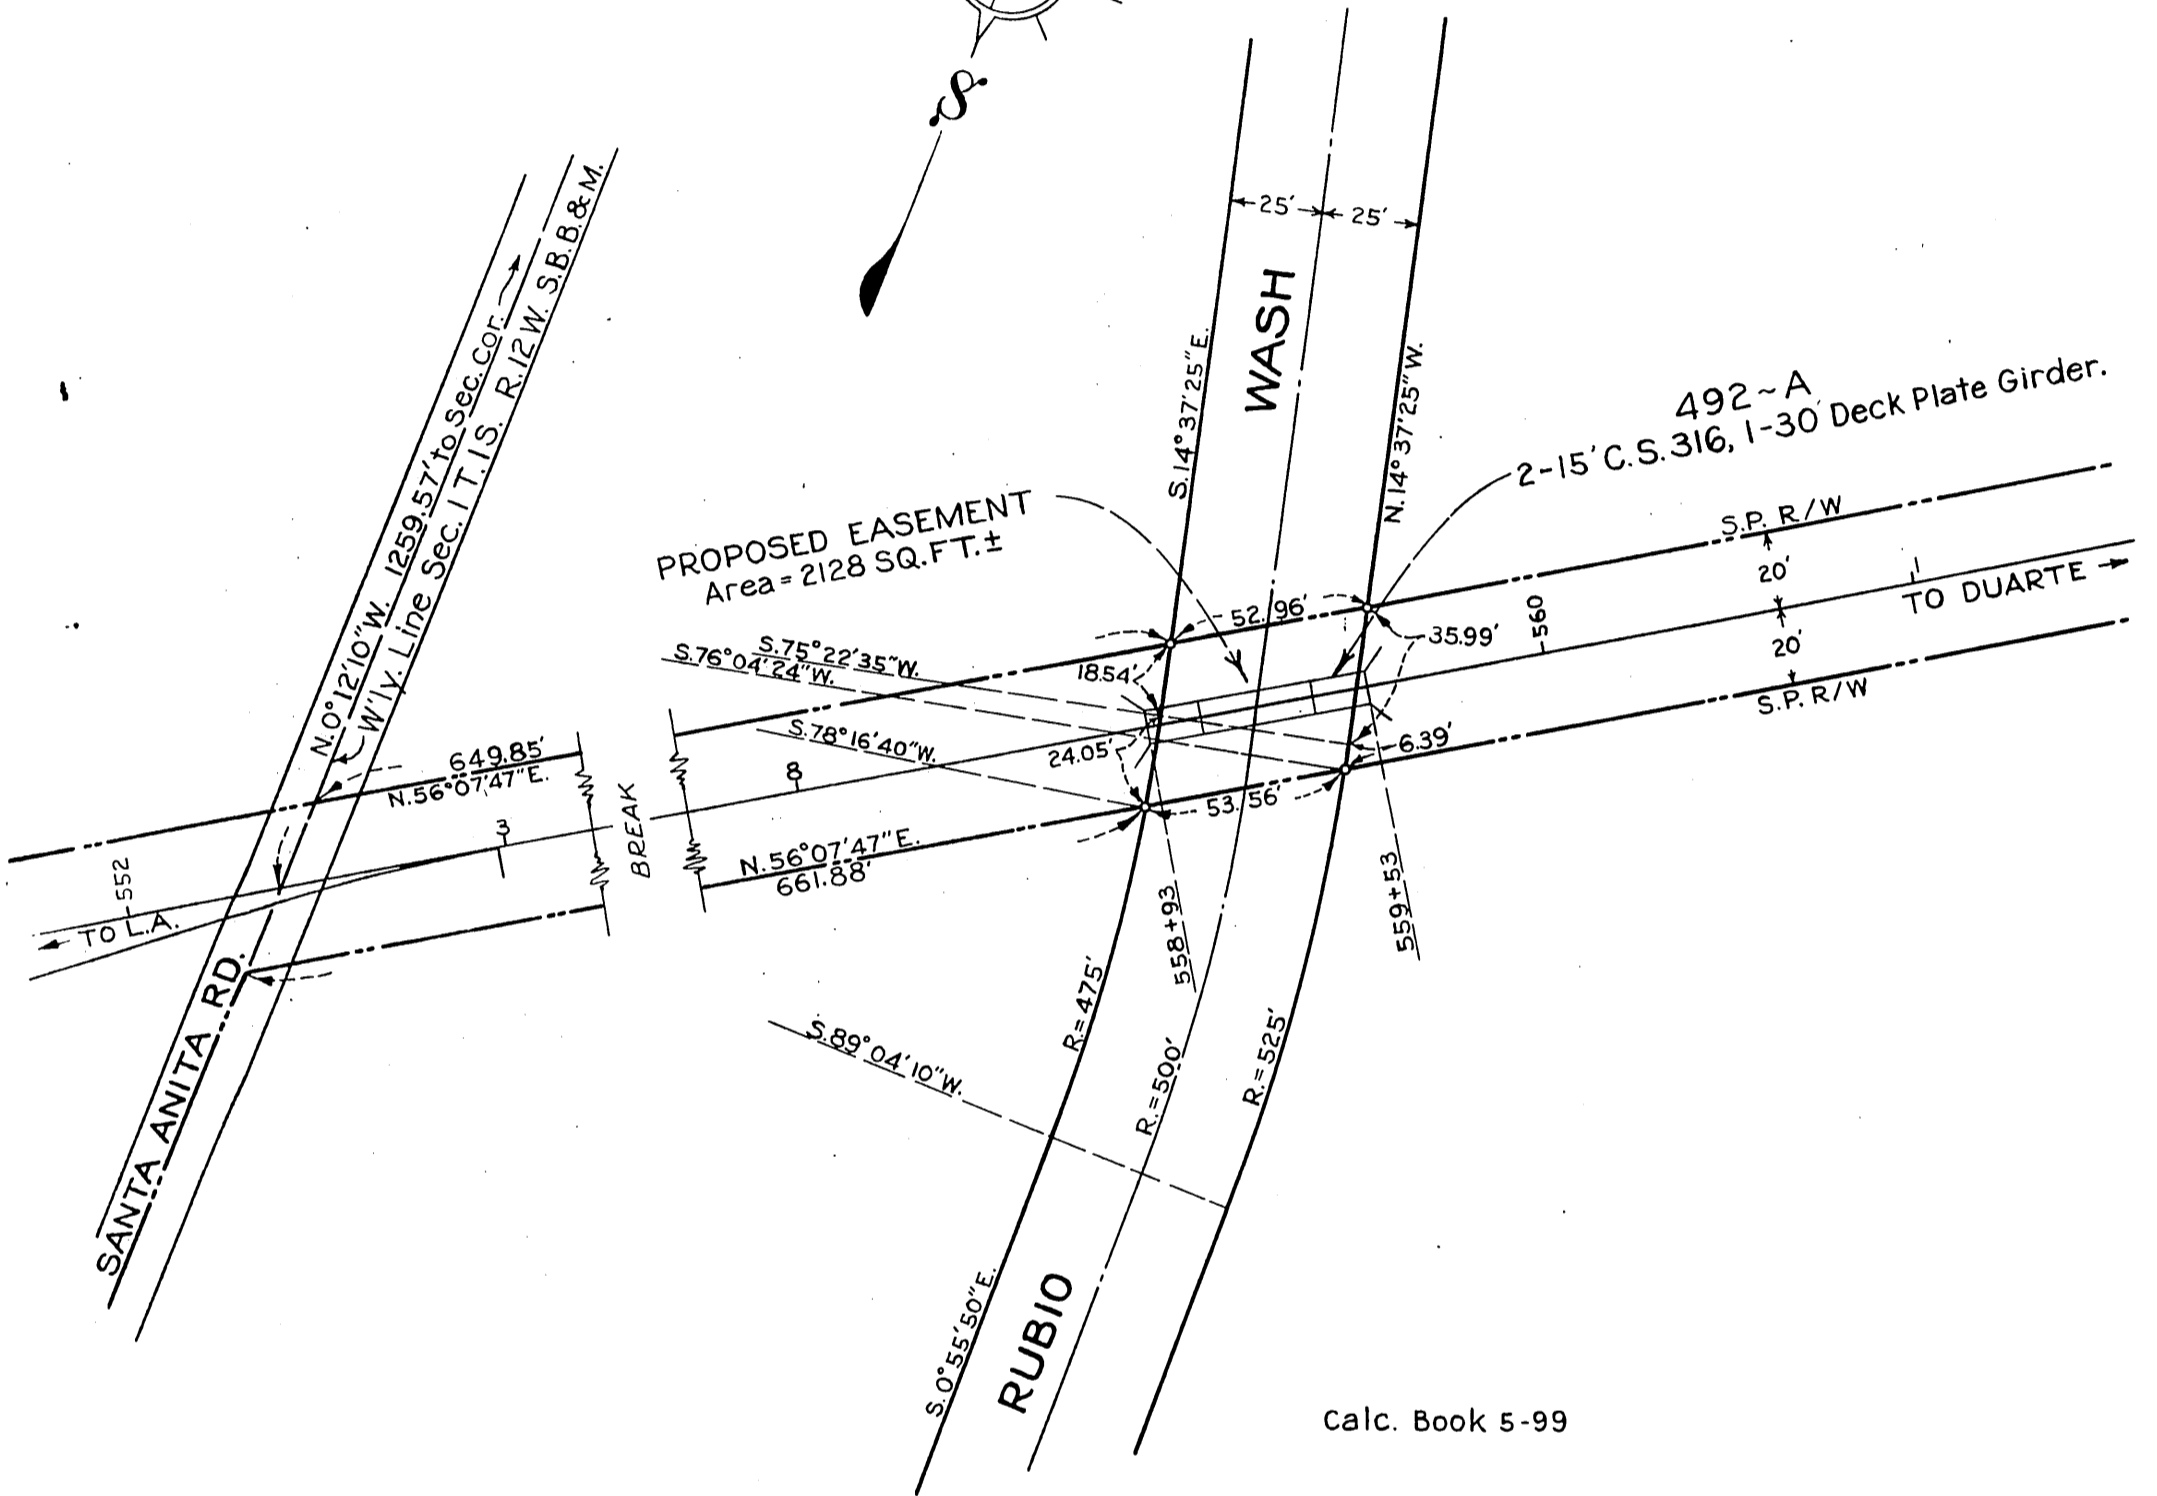 S
25'
25'
WASH
S. 14° 37' 25" E.
N. 14° 37' 25" W.
492~A
2-15' C.S. 316, 1-30' Deck Plate Girder.
PROPOSED EASEMENT
Area = 2128 SQ. FT. ±
N. 0° 12' 10" W. 1259.57' to Sec. Cor.
W'ly. Line Sec. 1 T. 1 S. R. 12 W. S.B.B. & M.
S.P. R/W
20'
1
TO DUARTE
20'
S.P. R/W
560
52.96'
35.99'
S. 75° 22' 35" W.
S. 76° 04' 24" W.
18.54'
S. 78° 16' 40" W.
24.05'
6.39'
53.56'
649.85'
N. 56° 07' 47" E.
8
3
BREAK
N. 56° 07' 47" E.
661.88'
552
TO L.A.
558+93
559+53
SANTA ANITA RD.
R. = 475'
R. = 500'
R. = 525'
S. 89° 04' 10" W.
S. 0° 55' 50" E.
RUBIO
Calc. Book 5-99